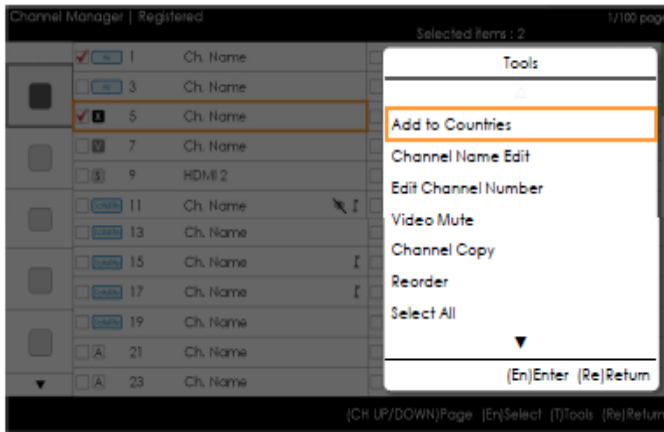 Channel Manager | Registered
1/100 page
Selected items : 2
1 Ch. Name
3 Ch. Name
X 5 Ch. Name
V 7 Ch. Name
S 9 HDMI 2
11 Ch. Name
13 Ch. Name
15 Ch. Name
17 Ch. Name
19 Ch. Name
A 21 Ch. Name
A 23 Ch. Name
Tools
Add to Countries
Channel Name Edit
Edit Channel Number
Video Mute
Channel Copy
Reorder
Select All
(En)Enter (Re)Return
(CH UP/DOWN)Page (En)Select (T)Tools (Re)Return